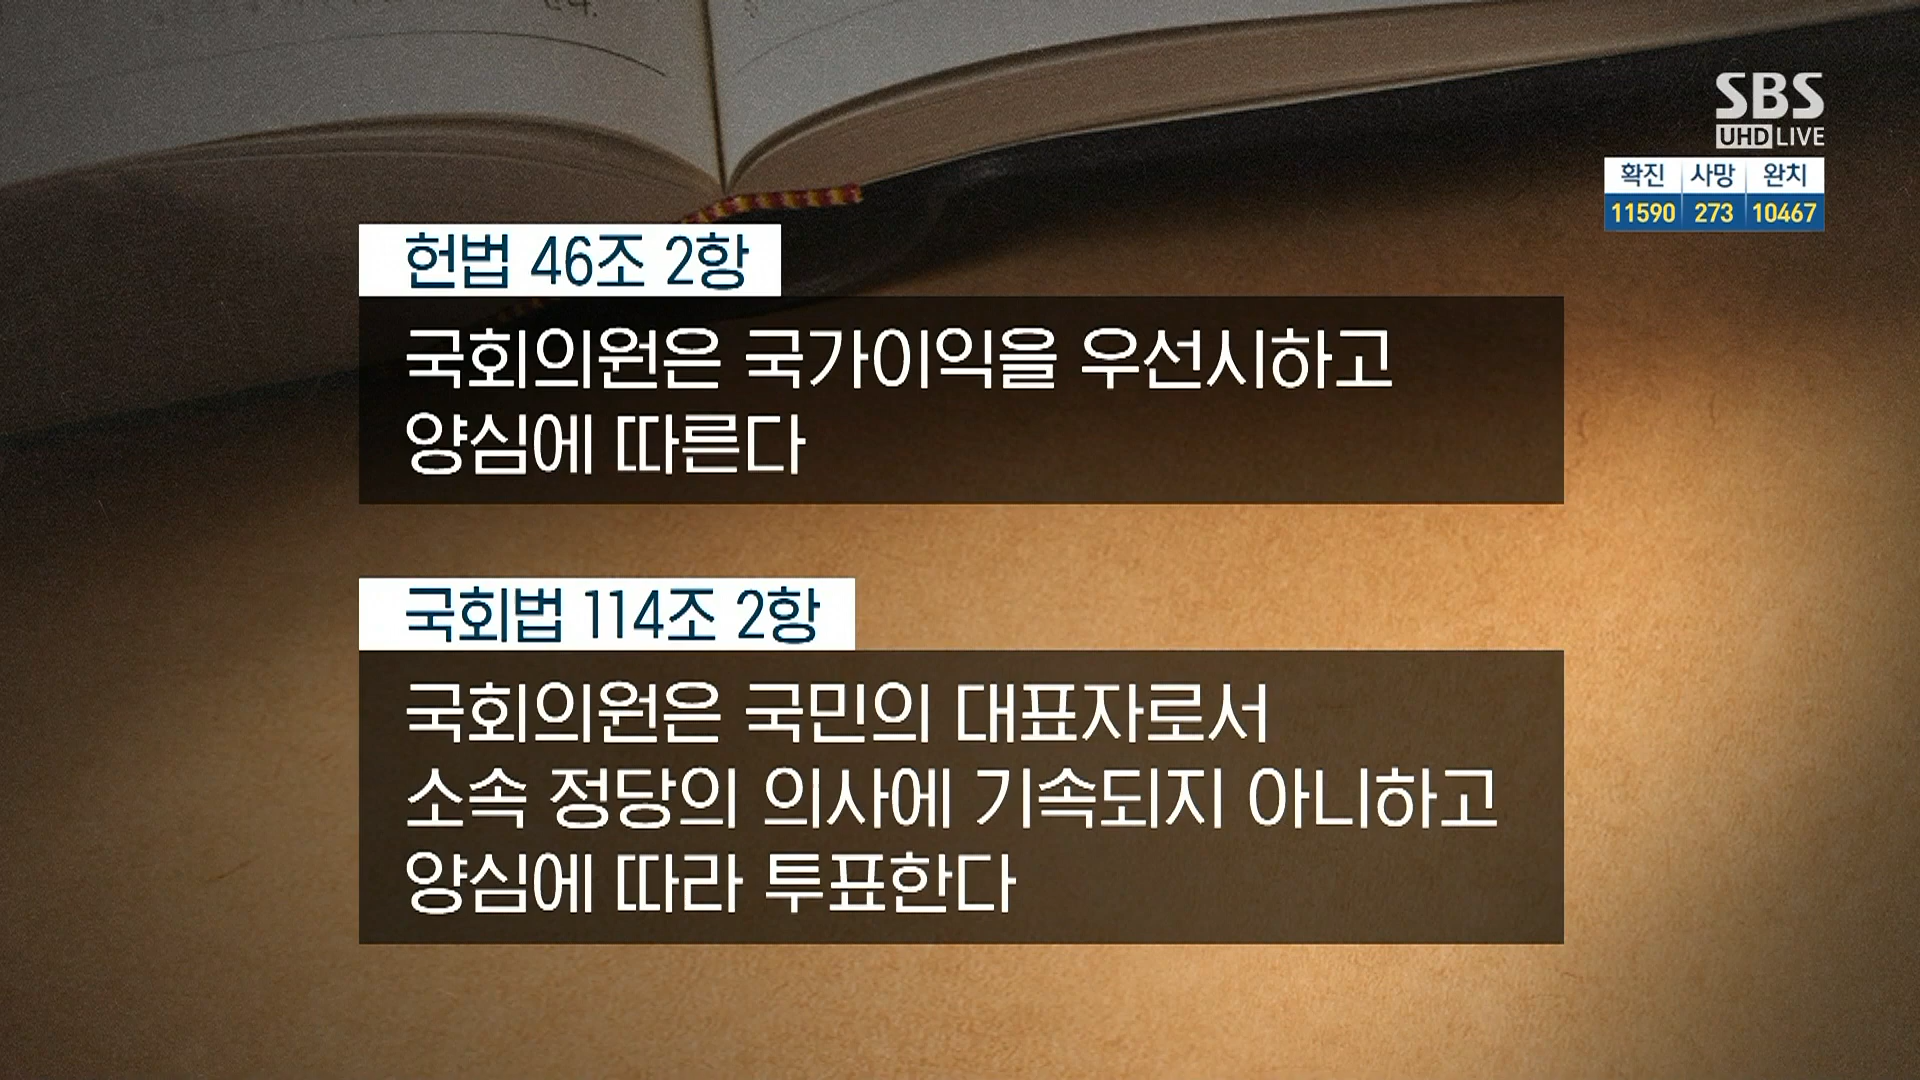 SBS
UHD LIVE
확진 사망 완치
11590 273 10467
헌법 46조 2항
국회의원은 국가이익을 우선시하고
양심에 따른다
국회법 114조 2항
국회의원은 국민의 대표자로서
소속 정당의 의사에 기속되지 아니하고
양심에 따라 투표한다